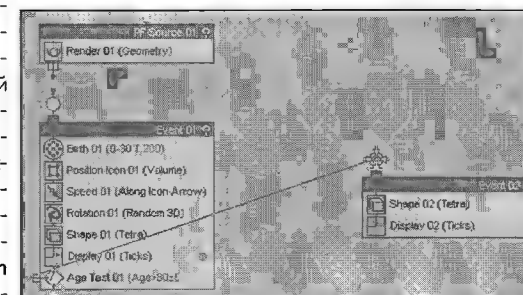 PF Source 01
Render 01 (Geometry)
Event 01
Birth 01 (0-30 T,200)
Position Icon 01 (Volume)
Speed 01 (Along Icon Arrow)
Rotation 01 (Random 3D)
Shape 01 (Tetra)
Display 01 (Ticks)
Age Test 01
Event 02
Shape 02 (Tetra)
Display 02 (Ticks)
й
m